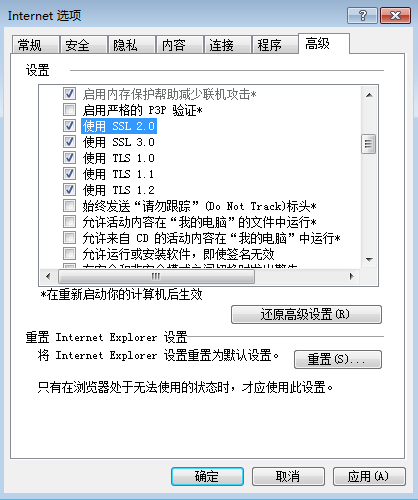 Internet 选项
常规
安全
隐私
内容
连接
程序
高级
设置
启用内存保护帮助减少联机攻击*
启用严格的 P3P 验证*
使用 SSL 2.0
使用 SSL 3.0
使用 TLS 1.0
使用 TLS 1.1
使用 TLS 1.2
始终发送“请勿跟踪”(Do Not Track)标头*
允许活动内容在“我的电脑”的文件中运行*
允许来自 CD 的活动内容在“我的电脑”中运行*
允许运行或安装软件，即使签名无效
*在重新启动你的计算机后生效
还原高级设置(R)
重置 Internet Explorer 设置
将 Internet Explorer 设置重置为默认设置。
重置(S)...
只有在浏览器处于无法使用的状态时，才应使用此设置。
确定
取消
应用(A)